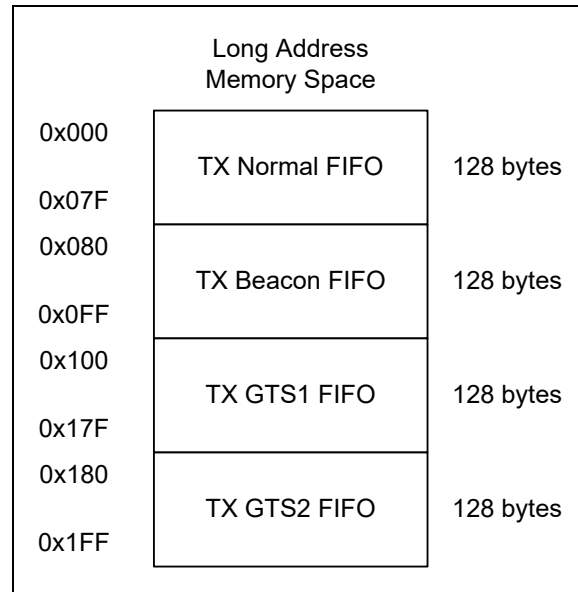 Long Address
Memory Space
0x000
TX Normal FIFO
128 bytes
0x07F
0x080
TX Beacon FIFO
128 bytes
0x0FF
0x100
TX GTS1 FIFO
128 bytes
0x17F
0x180
TX GTS2 FIFO
128 bytes
0x1FF